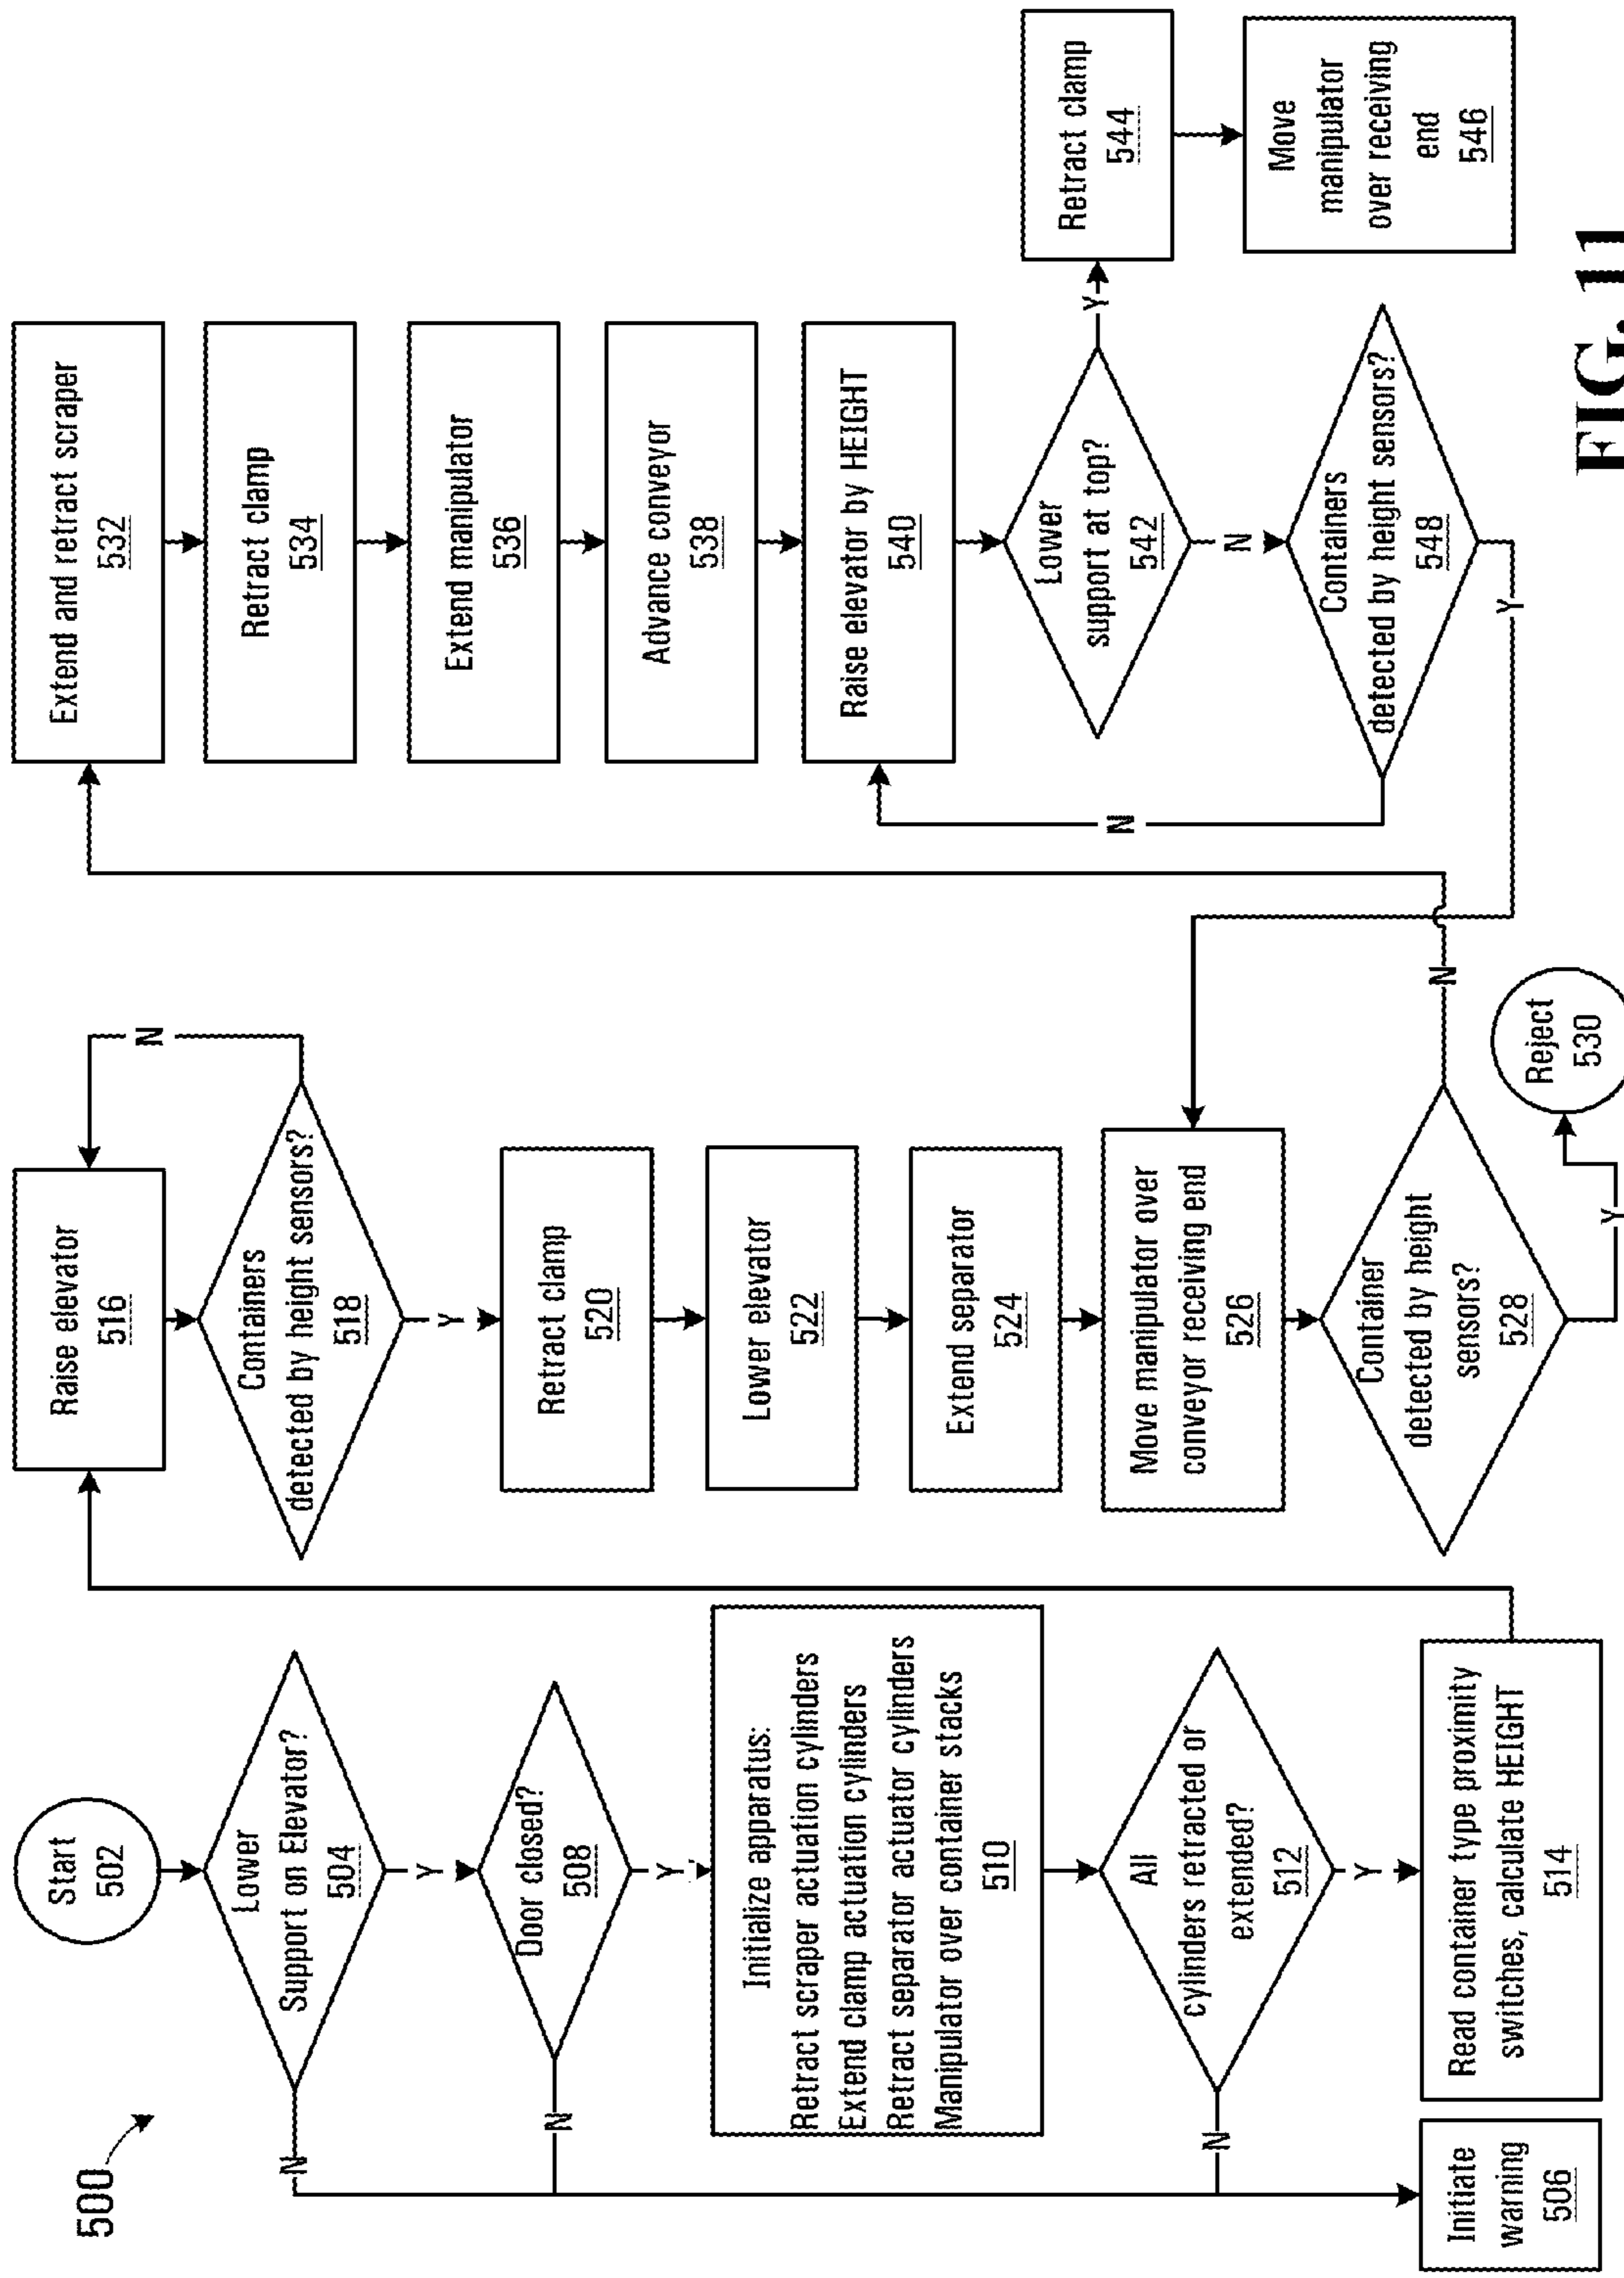 500
Start
502
Lower
Support on Elevator?
504
N
Y
Door closed?
508
N
Y
Initialize apparatus:
Retract scraper actuation cylinders
Extend clamp actuation cylinders
Retract separator actuator cylinders
Manipulator over container stacks
510
All
cylinders retracted or
extended?
512
N
Y
Initiate
warning
506
Read container type proximity
switches, calculate HEIGHT
514
Raise elevator
516
Containers
detected by height sensors?
518
N
Y
Retract clamp
520
Lower elevator
522
Extend separator
524
Move manipulator over
conveyor receiving end
526
Container
detected by height
sensors?
528
N
Y
Reject
530
Extend and retract scraper
532
Retract clamp
534
Extend manipulator
536
Advance conveyor
538
Raise elevator by HEIGHT
540
Lower
support at top?
542
Y
N
Retract clamp
544
Move
manipulator
over receiving
end
546
Containers
detected by height sensors?
548
N
Y
FIG. 11